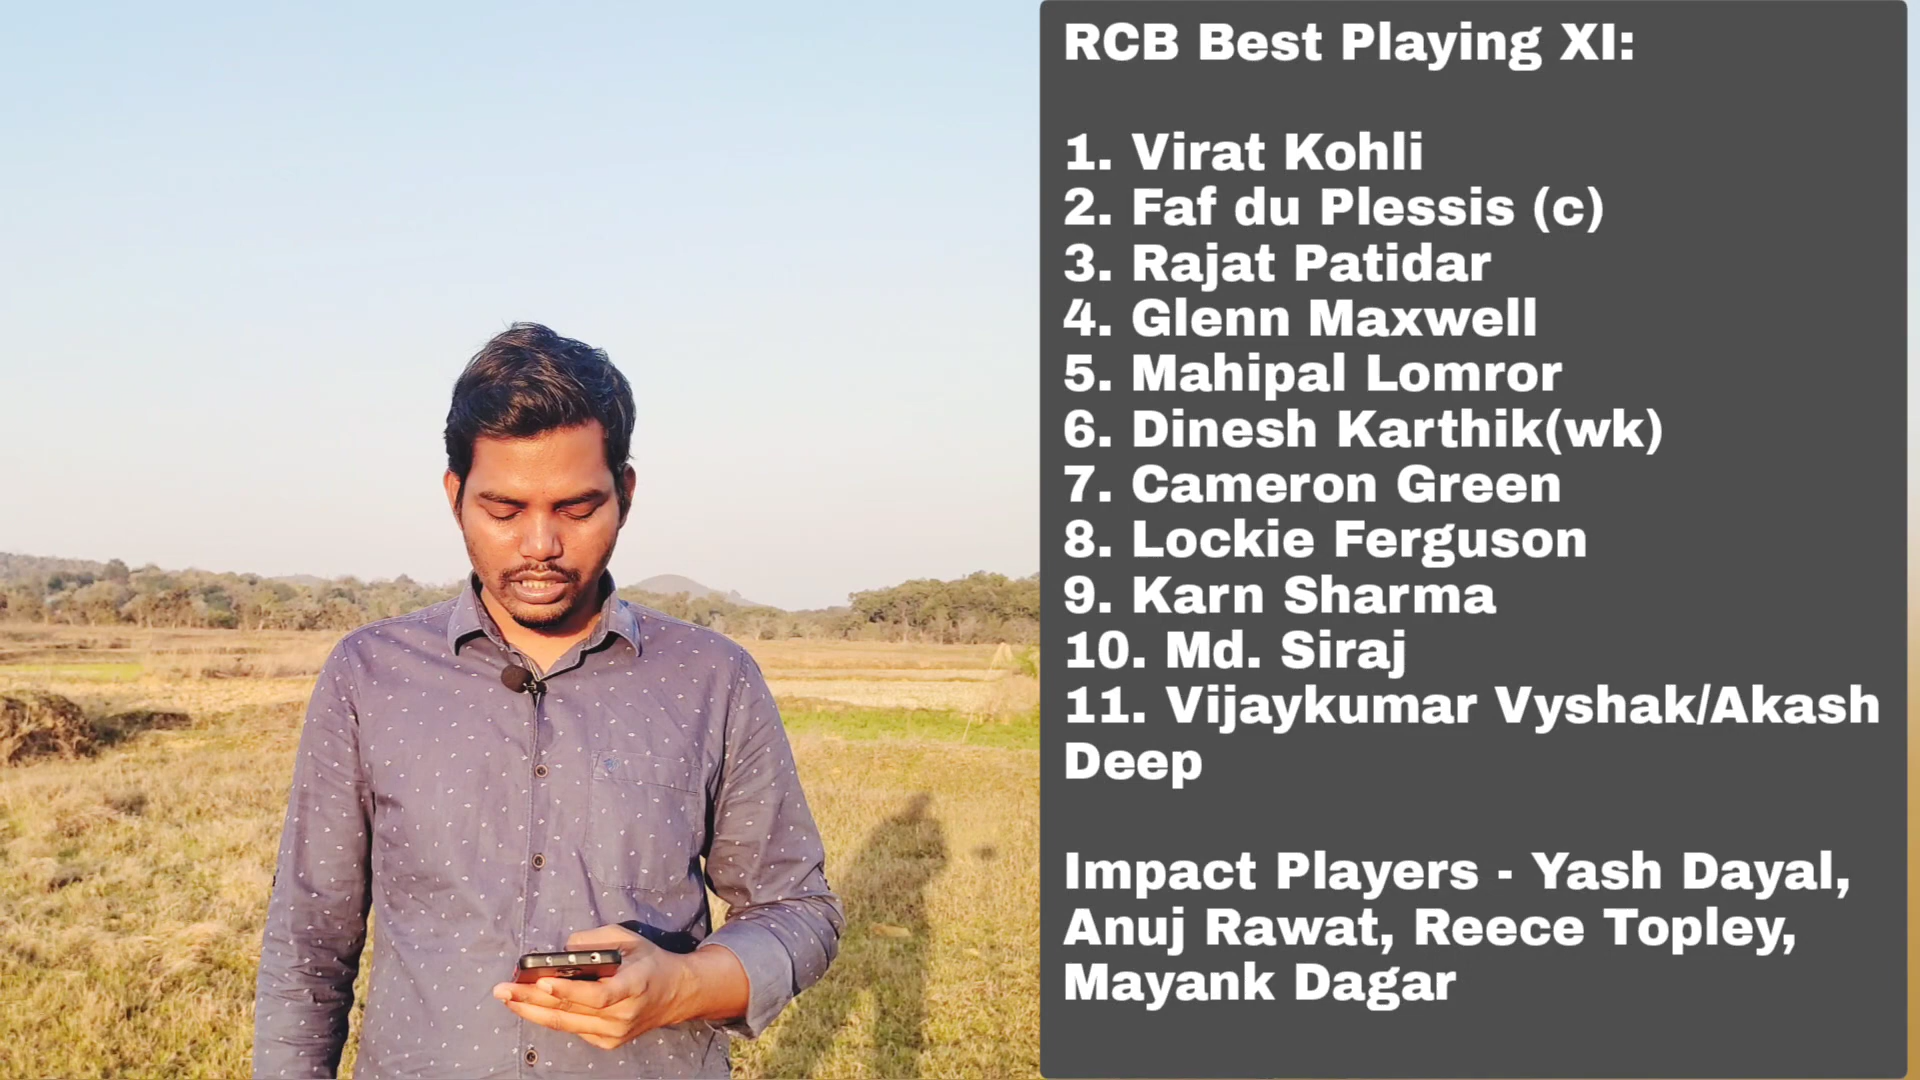 RCB Best Playing XI:
1. Virat Kohli
2. Faf du Plessis (c)
3. Rajat Patidar
4. Glenn Maxwell
5. Mahipal Lomror
6. Dinesh Karthik(wk)
7. Cameron Green
8. Lockie Ferguson
9. Karn Sharma
10. Md. Siraj
11. Vijaykumar Vyshak/Akash
Deep
Impact Players - Yash Dayal,
Anuj Rawat, Reece Topley,
Mayank Dagar